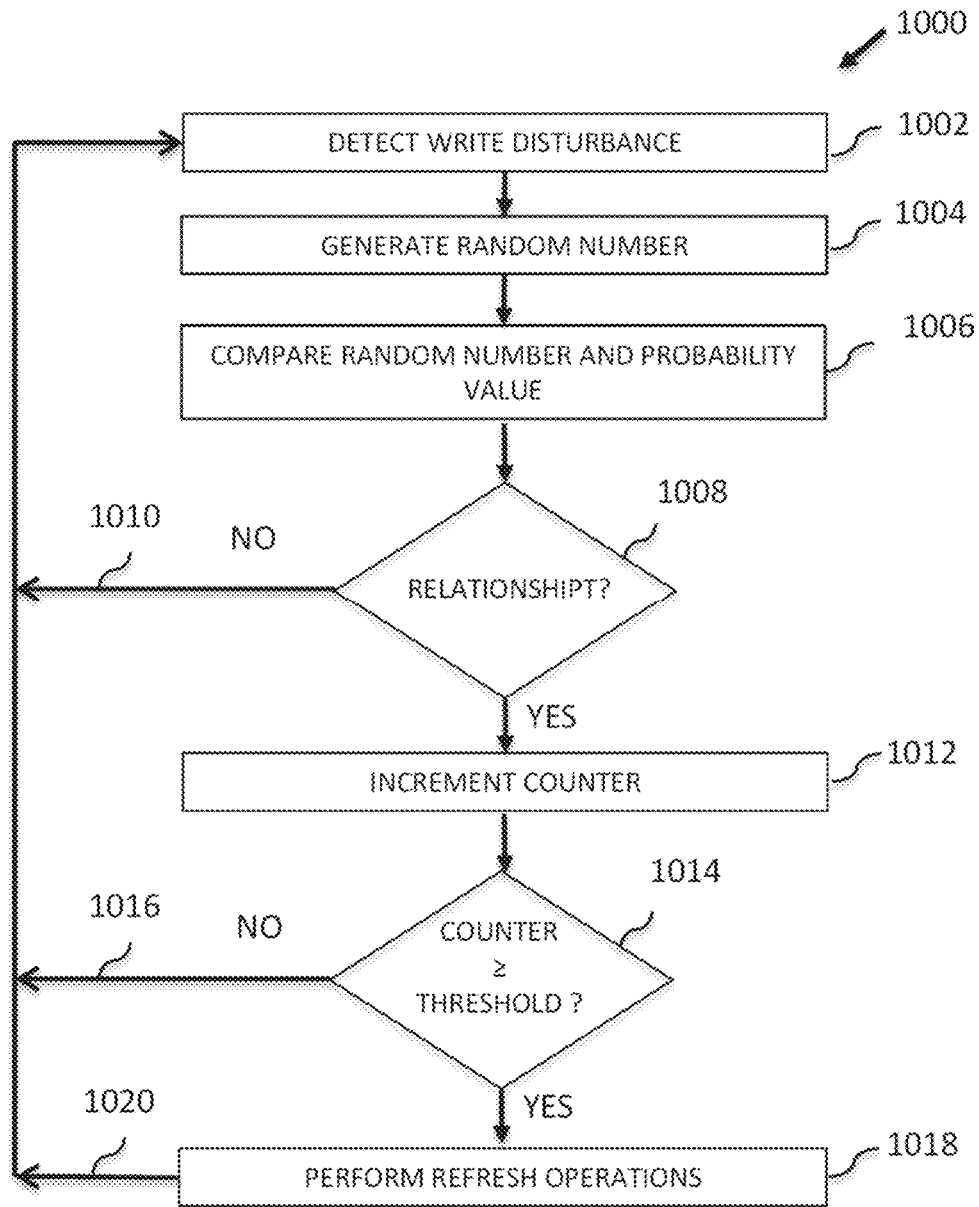 1000
DETECT WRITE DISTURBANCE
1002
GENERATE RANDOM NUMBER
1004
COMPARE RANDOM NUMBER AND PROBABILITY
VALUE
1006
RELATIONSHIPT?
1008
NO
1010
YES
INCREMENT COUNTER
1012
COUNTER
≥
THRESHOLD ?
1014
NO
1016
YES
PERFORM REFRESH OPERATIONS
1018
1020